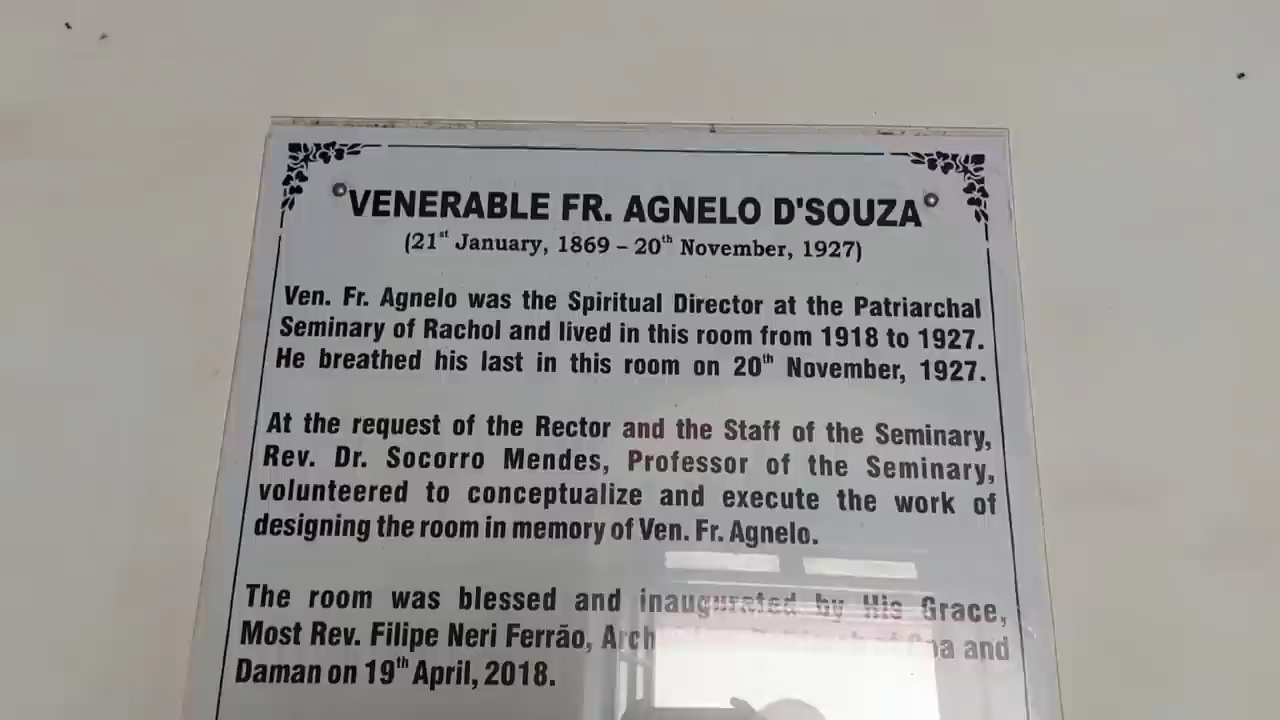 VENERABLE FR. AGNELO D'SOUZA
(21st January, 1869 – 20th November, 1927)
Ven. Fr. Agnelo was the Spiritual Director at the Patriarchal
Seminary of Rachol and lived in this room from 1918 to 1927.
He breathed his last in this room on 20th November, 1927.
At the request of the Rector and the Staff of the Seminary,
Rev. Dr. Socorro Mendes, Professor of the Seminary,
volunteered to conceptualize and execute the work of
designing the room in memory of Ven. Fr. Agnelo.
The room was blessed and inaugurated by His Grace,
Most Rev. Filipe Neri Ferrão, of Goa and
Daman on 19th April, 2018.